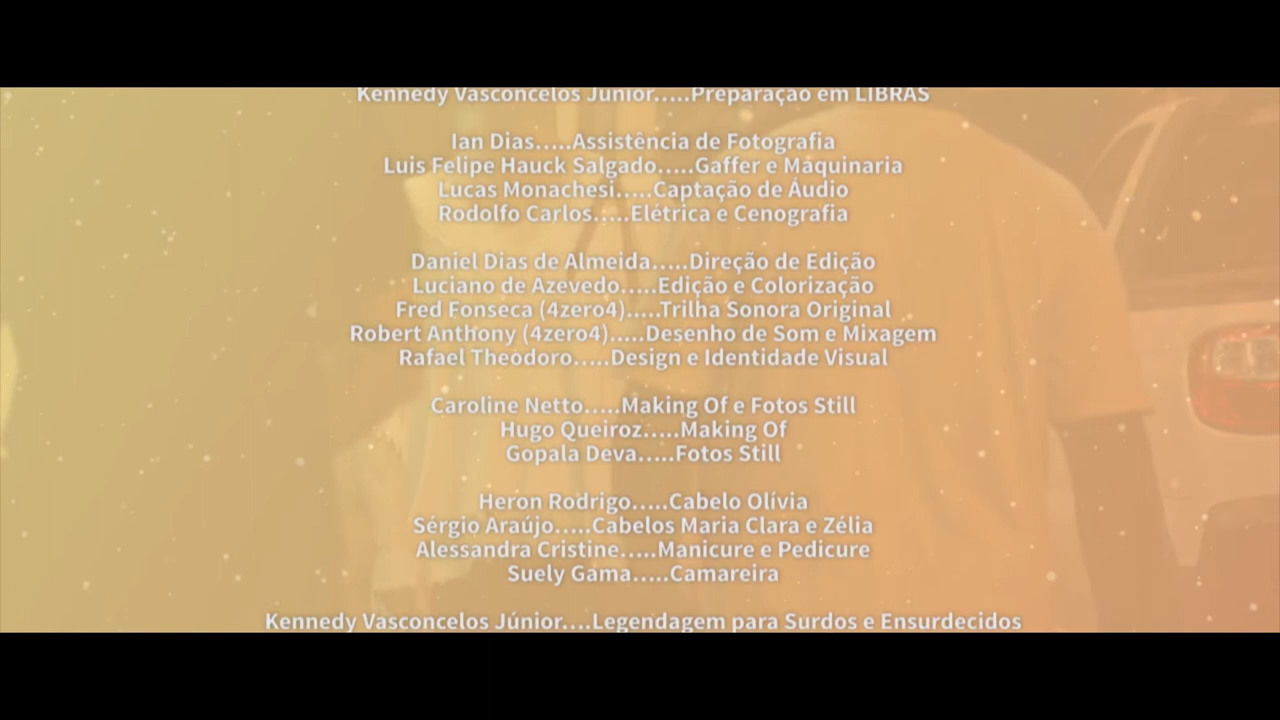 Kennedy Vasconcelos Júnior.....Preparação em LIBRAS
Ian Dias.....Assistência de Fotografia
Luis Felipe Hauck Salgado.....Gaffer e Maquinaria
Lucas Monachesi.....Captação de Áudio
Rodolfo Carlos.....Elétrica e Cenografia
Daniel Dias de Almeida.....Direção de Edição
Luciano de Azevedo.....Edição e Colorização
Fred Fonseca (4zero4).....Trilha Sonora Original
Robert Anthony (4zero4).....Desenho de Som e Mixagem
Rafael Theodoro.....Design e Identidade Visual
Caroline Netto.....Making Of e Fotos Still
Hugo Queiroz.....Making Of
Gopala Deva.....Fotos Still
Heron Rodrigo.....Cabelo Olívia
Sérgio Araújo.....Cabelos Maria Clara e Zélia
Alessandra Cristine.....Manicure e Pedicure
Suely Gama.....Camareira
Kennedy Vasconcelos Júnior....Legendagem para Surdos e Ensurdecidos